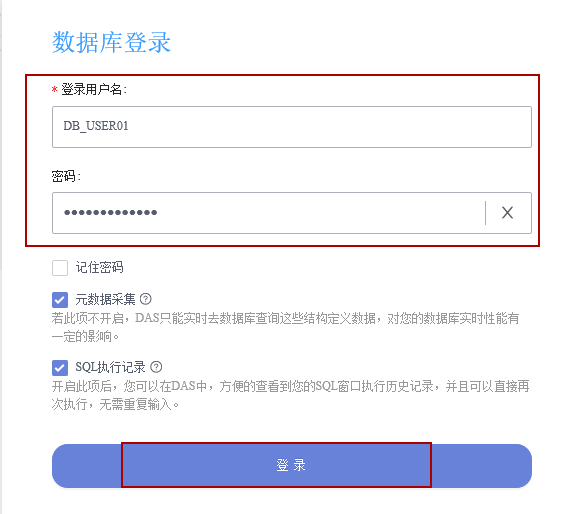 数据库登录
* 登录用户名:
DB_USER01
密码:
•••••••••••••
记住密码
元数据采集
若此项不开启，DAS只能实时去数据库查询这些结构定义数据，对您的数据库实时性能有
一定的影响。
SQL执行记录
开启此项后，您可以在DAS中，方便的查看到您的SQL窗口执行历史记录，并且可以直接再
次执行，无需重复输入。
登 录